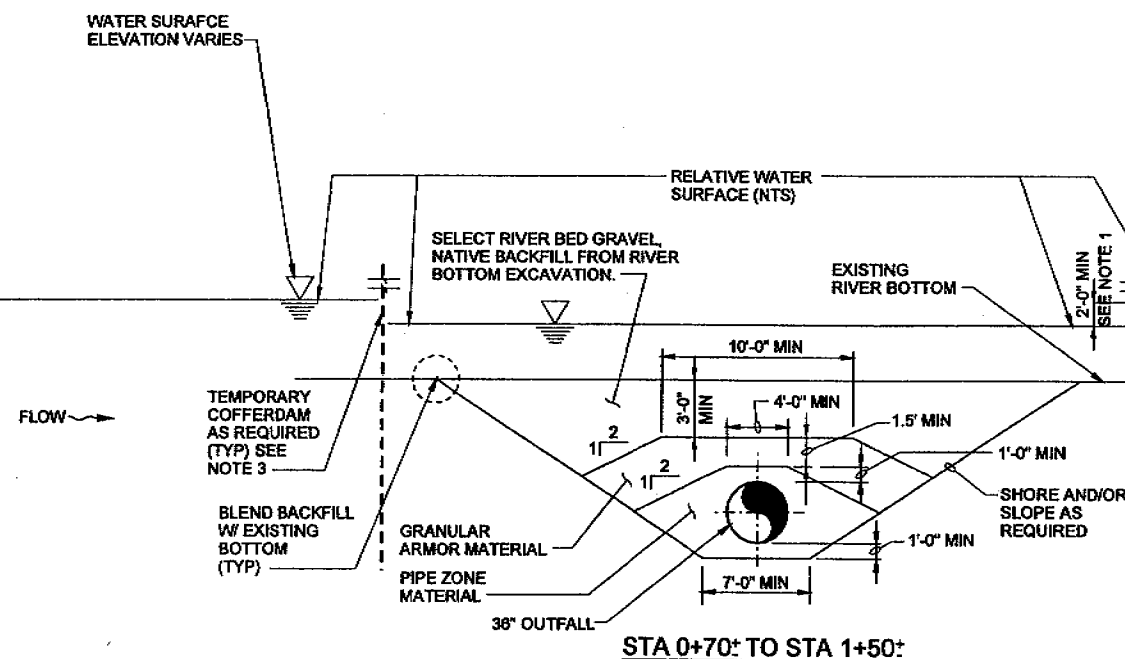 WATER SURAFCE
ELEVATION VARIES
RELATIVE WATER
SURFACE (NTS)
SELECT RIVER BED GRAVEL,
NATIVE BACKFILL FROM RIVER
BOTTOM EXCAVATION.
EXISTING
RIVER BOTTOM
2'-0" MIN
SEE NOTE 1
10'-0" MIN
FLOW
TEMPORARY
COFFERDAM
AS REQUIRED
(TYP) SEE
NOTE 3
3'-0"
MIN
4'-0" MIN
1.5' MIN
1'-0" MIN
2
1
2
1
SHORE AND/OR
SLOPE AS
REQUIRED
BLEND BACKFILL
W/ EXISTING
BOTTOM
(TYP)
GRANULAR
ARMOR MATERIAL
1'-0" MIN
PIPE ZONE
MATERIAL
7'-0" MIN
36" OUTFALL
STA 0+70± TO STA 1+50±